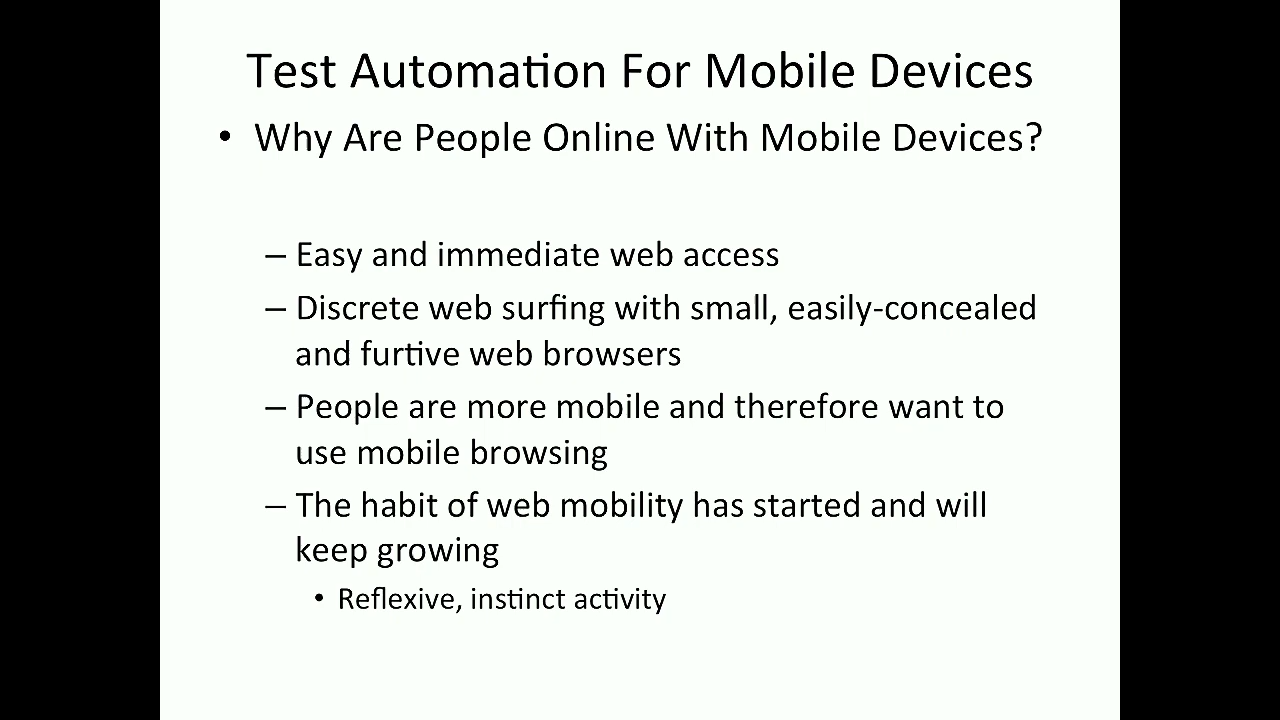 Test Automation For Mobile Devices
• Why Are People Online With Mobile Devices?
– Easy and immediate web access
– Discrete web surfing with small, easily-concealed
and furtive web browsers
– People are more mobile and therefore want to
use mobile browsing
– The habit of web mobility has started and will
keep growing
• Reflexive, instinct activity